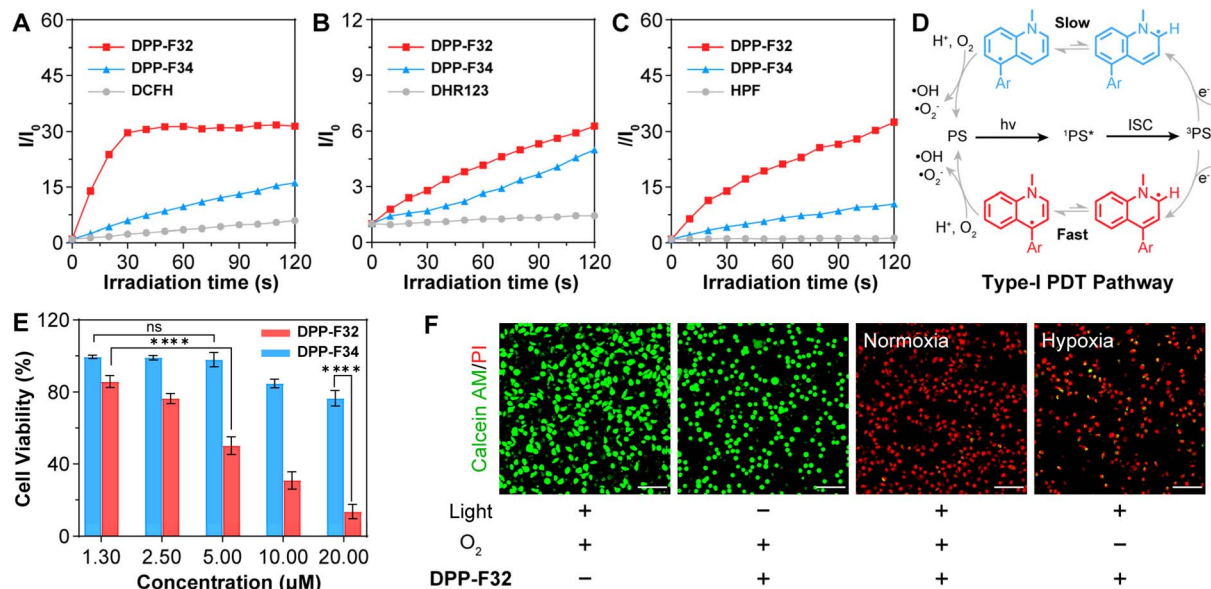 A
60
45
30
15
0
I/I0
DPP-F32
DPP-F34
DCFH
0 30 60 90 120
Irradiation time (s)
B
12
9
6
3
0
I/I0
DPP-F32
DPP-F34
DHR123
0 30 60 90 120
Irradiation time (s)
C
60
45
30
15
0
I/I0
DPP-F32
DPP-F34
HPF
0 30 60 90 120
Irradiation time (s)
D
Slow
H
H⁺, O₂
Ar
Ar
•OH
•O₂⁻
e⁻
PS
hv
¹PS*
ISC
³PS
•OH
•O₂⁻
e⁻
N
N
H
H⁺, O₂
Ar
Fast
Ar
Type-I PDT Pathway
E
120
80
40
0
Cell Viability (%)
ns
****
****
DPP-F32
DPP-F34
1.30 2.50 5.00 10.00 20.00
Concentration (μM)
F
Calcein AM/PI
Normoxia
Hypoxia
Light + − + +
O₂ + + + −
DPP-F32 − + + +